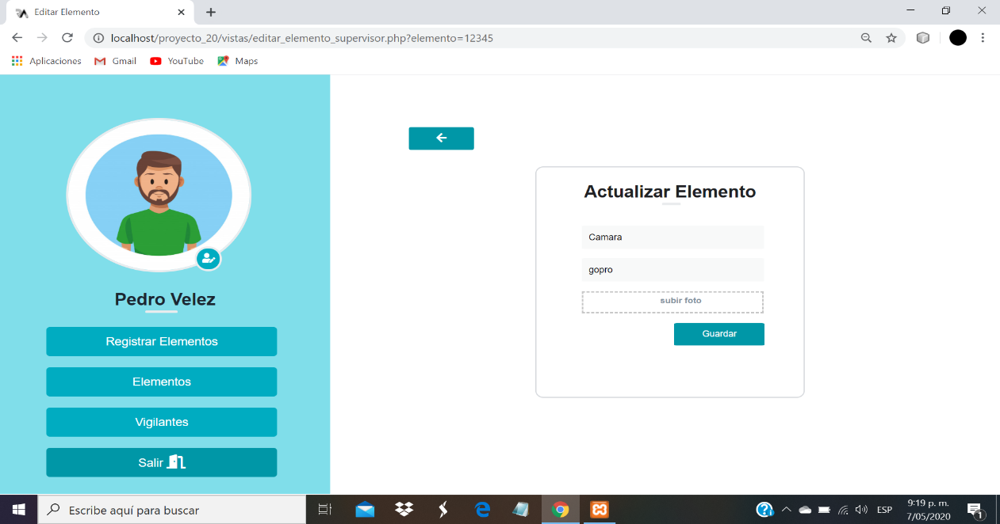 Editar Elemento
localhost/proyecto_20/vistas/editar_elemento_supervisor.php?elemento=12345
Aplicaciones Gmail YouTube Maps
Pedro Velez
Registrar Elementos
Elementos
Vigilantes
Salir
Actualizar Elemento
Camara
gopro
subir foto
Guardar
Escribe aquí para buscar
ESP
9:19 p. m.
7/05/2020
1